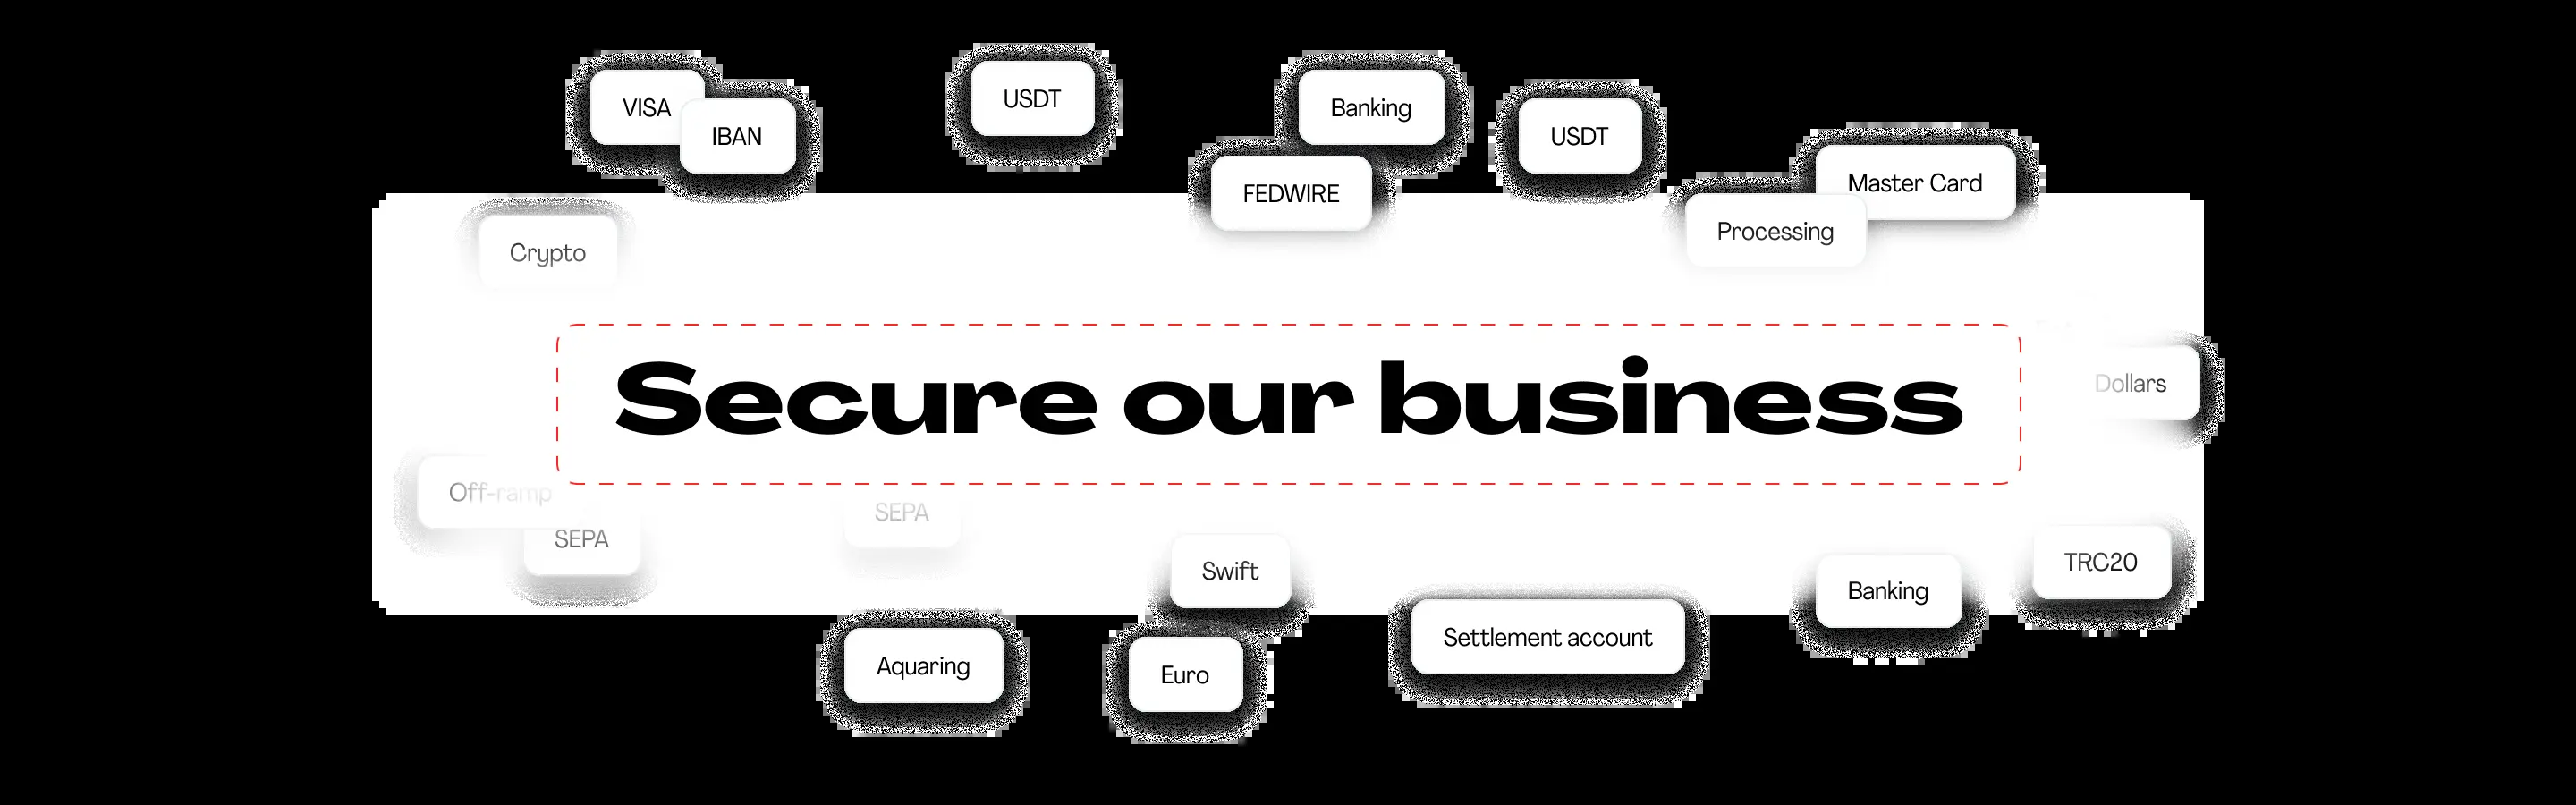 VISA
IBAN
USDT
Banking
USDT
FEDWIRE
Master Card
Processing
Crypto
Secure our business
Dollars
Off-ramp
SEPA
SEPA
Swift
TRC20
Banking
Settlement account
Aquaring
Euro